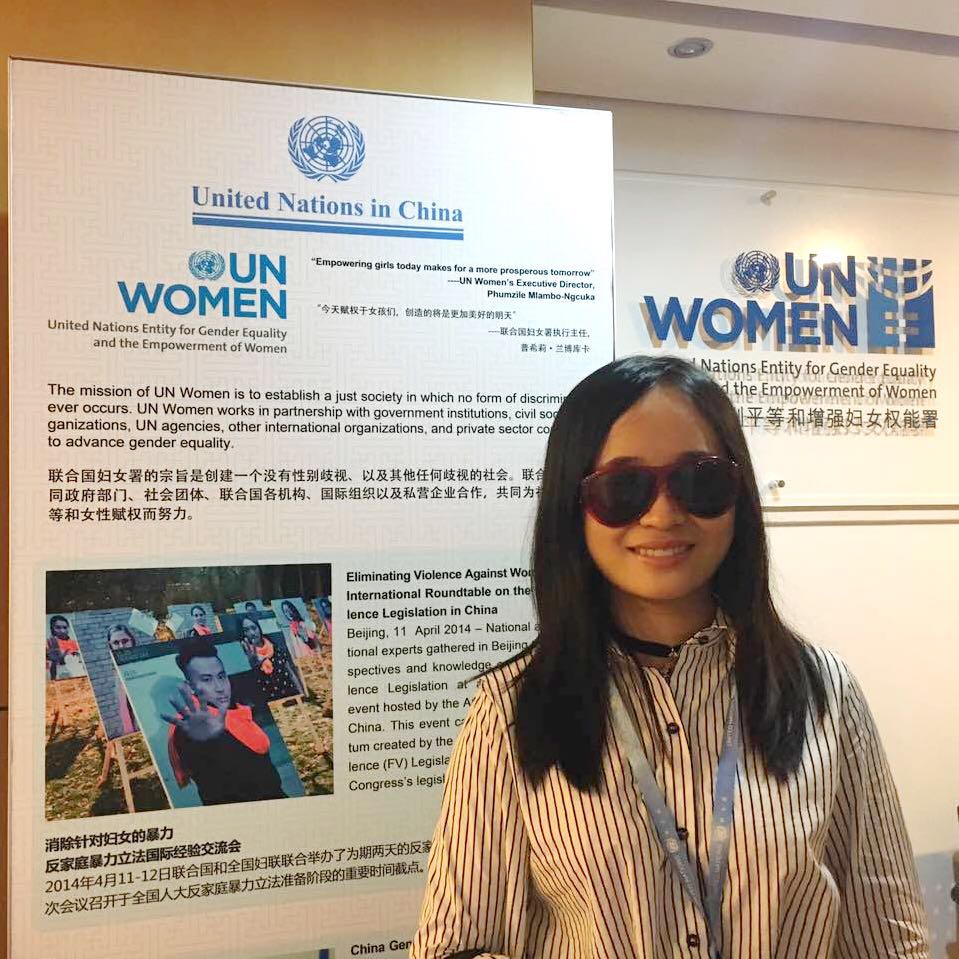 United Nations in China
UN
WOMEN
United Nations Entity for Gender Equality
and the Empowerment of Women
“Empowering girls today makes for a more prosperous tomorrow”
----UN Women’s Executive Director,
Phumzile Mlambo-Ngcuka
“今天赋权于女孩们，创造的将是更加美好的明天”
----联合国妇女署执行主任,
普希莉·兰博库卡
The mission of UN Women is to establish a just society in which no form of
ever occurs. UN Women works in partnership with government institutions, civil
ganizations, UN agencies, other international organizations, and private sector
to advance gender equality.
联合国妇女署的宗旨是创建一个没有性别歧视、以及其他任何歧视的社会。联合
同政府部门、社会团体、联合国各机构、国际组织以及私营企业合作，共同为
等和女性赋权而努力。
Eliminating Violence Against
International Roundtable on the
lence Legislation in China
Beijing, 11 April 2014 – National
tional experts gathered in Beijing
spectives and knowledge
lence Legislation at
event hosted by the
China. This event
tum created by the
lence (FV)
Congress’s
消除针对妇女的暴力
反家庭暴力立法国际经验交流会
2014年4月11-12日联合国和全国妇联联合举办了为期两天的反家
次会议召开于全国人大反家庭暴力立法准备阶段的重要时间截点。
China
UN
WOMEN
Nations Entity for Gender Equality
the Empowerment of Women
平等和增强妇女权能署